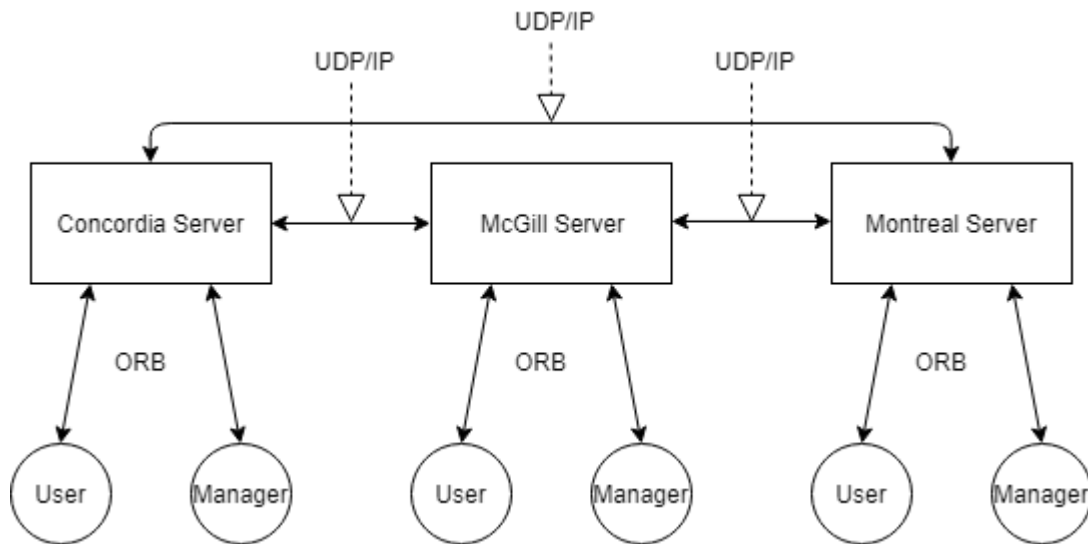 UDP/IP
UDP/IP
UDP/IP
Concordia Server
McGill Server
Montreal Server
ORB
ORB
ORB
User
Manager
User
Manager
User
Manager